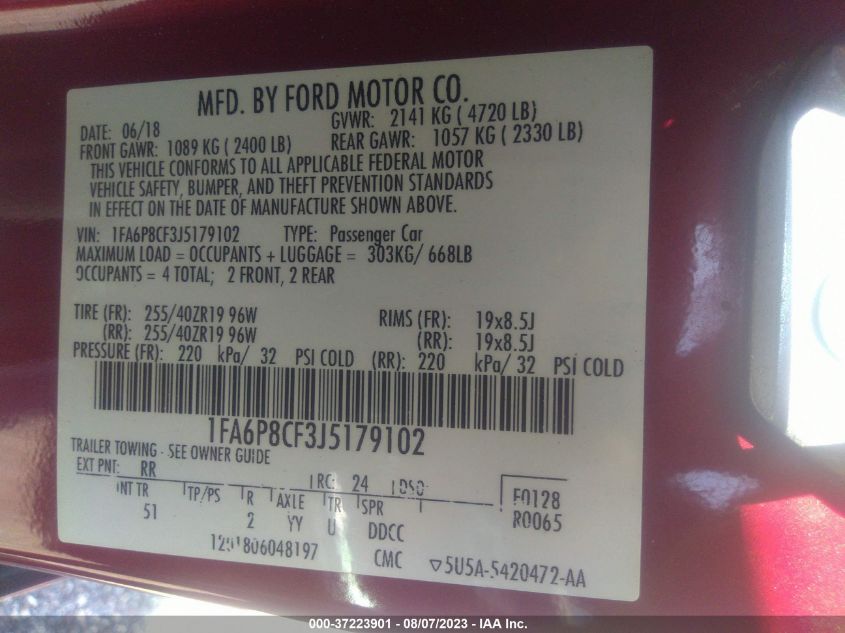 MFD. BY FORD MOTOR CO.
DATE: 06/18 GVWR: 2141 KG ( 4720 LB)
FRONT GAWR: 1089 KG ( 2400 LB) REAR GAWR: 1057 KG ( 2330 LB)
THIS VEHICLE CONFORMS TO ALL APPLICABLE FEDERAL MOTOR
VEHICLE SAFETY, BUMPER, AND THEFT PREVENTION STANDARDS
IN EFFECT ON THE DATE OF MANUFACTURE SHOWN ABOVE.
VIN: 1FA6P8CF3J5179102 TYPE: Passenger Car
MAXIMUM LOAD = OCCUPANTS + LUGGAGE = 303KG/ 668LB
OCCUPANTS = 4 TOTAL; 2 FRONT, 2 REAR
TIRE (FR): 255/40ZR19 96W RIMS (FR): 19x8.5J
(RR): 255/40ZR19 96W (RR): 19x8.5J
PRESSURE (FR): 220 kPa/ 32 PSI COLD (RR): 220 kPa/ 32 PSI COLD
1FA6P8CF3J5179102
TRAILER TOWING - SEE OWNER GUIDE
EXT PNT: RR RC: 24 DSO:
INT TR TP/PS R AXLE TR SPR F0128
51 2 YY U DDCC R0065
1291806048197 CMC ▽5U5A-5420472-AA
000-37223901 - 08/07/2023 - IAA Inc.